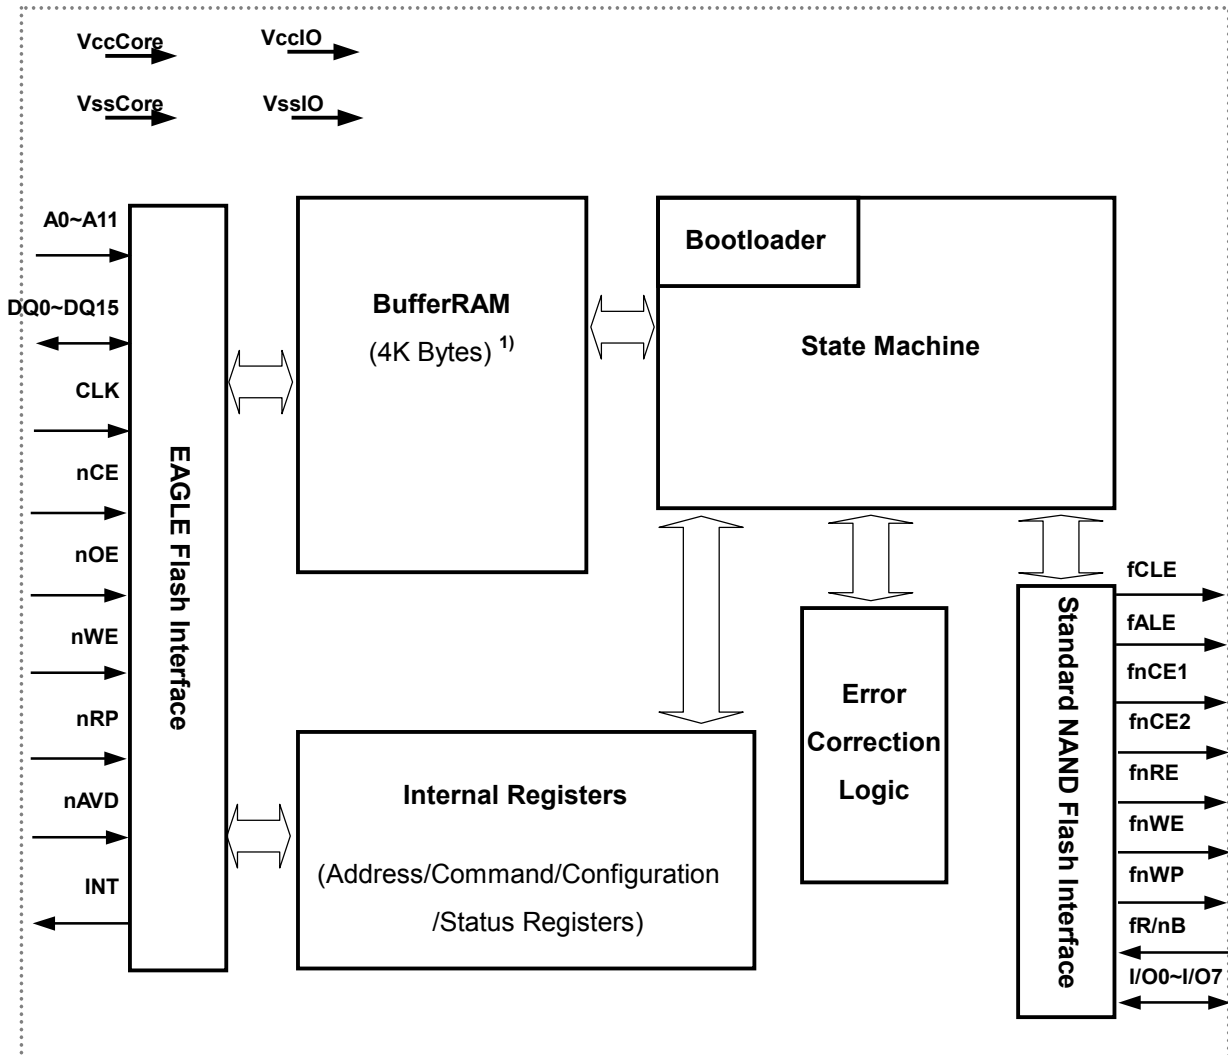 VccCore
VccIO
VssCore
VssIO
A0~A11
DQ0~DQ15
CLK
nCE
nOE
nWE
nRP
nAVD
INT
EAGLE Flash Interface
BufferRAM
(4K Bytes) 1)
Bootloader
State Machine
Internal Registers
(Address/Command/Configuration
/Status Registers)
Error
Correction
Logic
Standard NAND Flash Interface
fCLE
fALE
fnCE1
fnCE2
fnRE
fnWE
fnWP
fR/nB
I/O0~I/O7